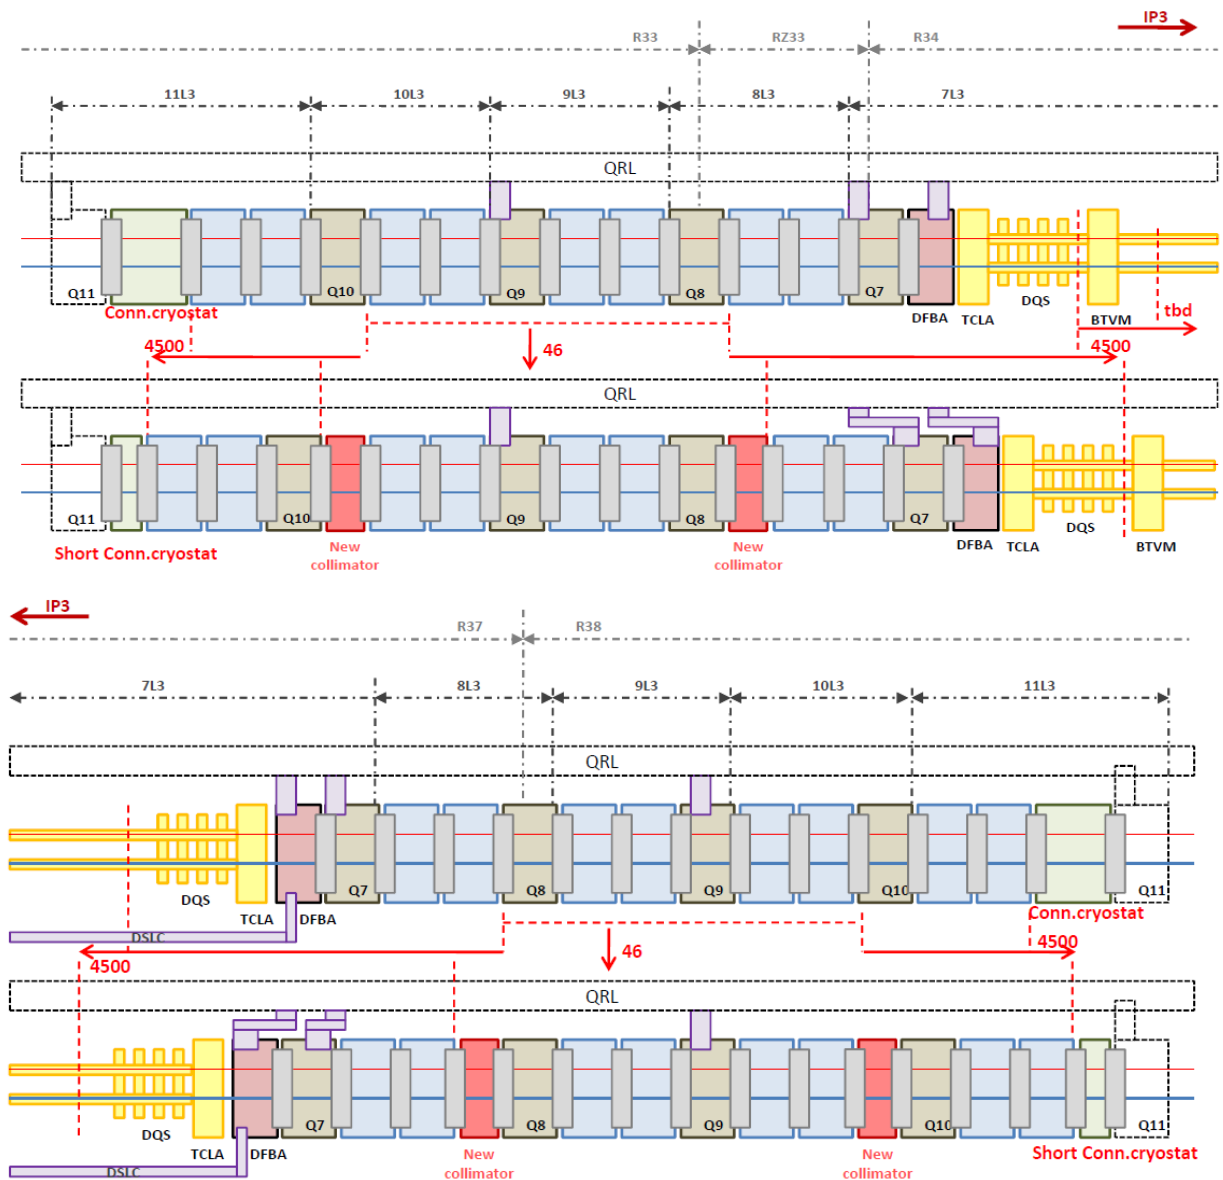 IP3
R33 RZ33 R34
11L3 10L3 9L3 8L3 7L3
QRL
Q11 Q10 Q9 Q8 Q7 DQS
Conn.cryostat DFBA TCLA BTVM tbd
4500 46 4500
QRL
Q11 Q10 Q9 Q8 Q7 DQS
Short Conn.cryostat DFBA TCLA BTVM
New collimator New collimator
IP3
R37 R38
7L3 8L3 9L3 10L3 11L3
QRL
DQS Q7 Q8 Q9 Q10 Q11
TCLA DFBA Conn.cryostat
DSLC
4500 46 4500
QRL
DQS Q7 Q8 Q9 Q10 Q11
TCLA DFBA Short Conn.cryostat
DSLC New collimator New collimator